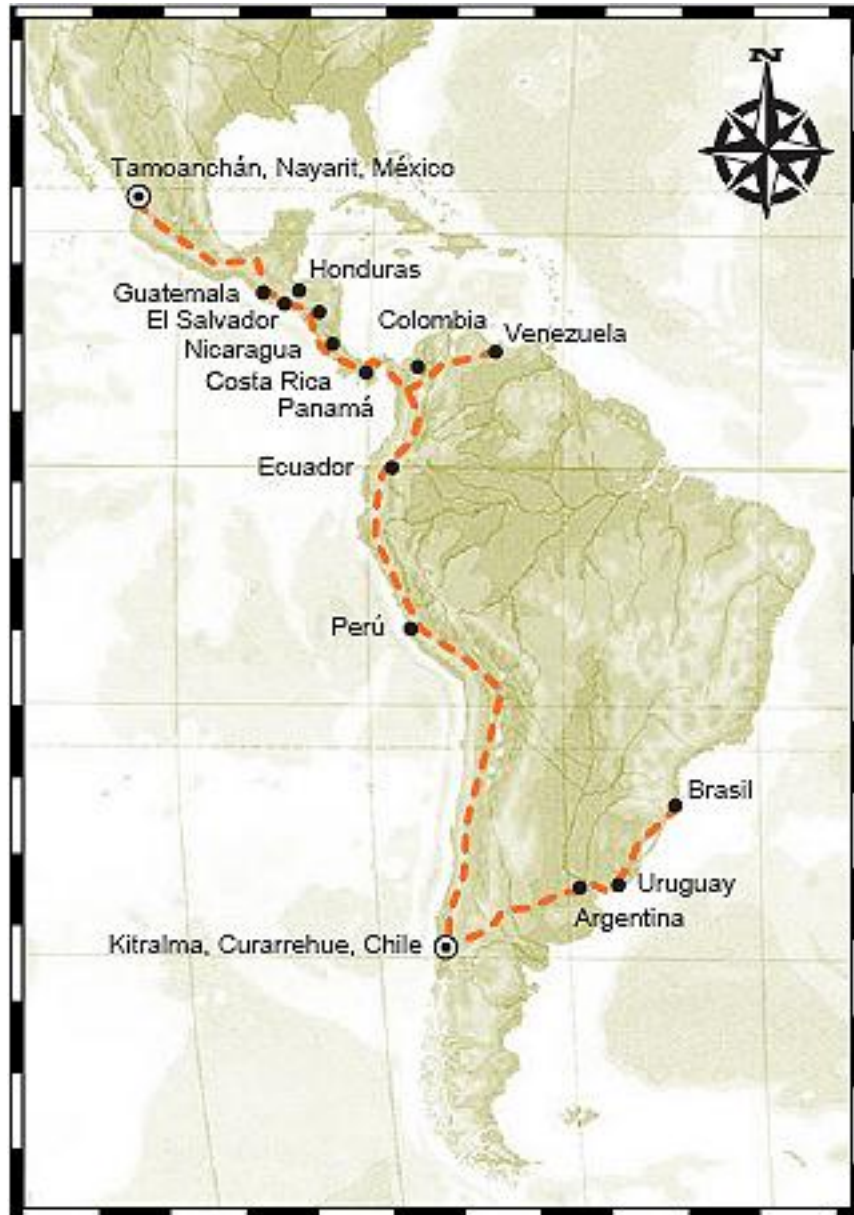 N
Tamoanchán, Nayarit, México
Honduras
Guatemala
El Salvador
Colombia
Venezuela
Nicaragua
Costa Rica
Panamá
Ecuador
Perú
Brasil
Uruguay
Argentina
Kitralma, Curarrehue, Chile